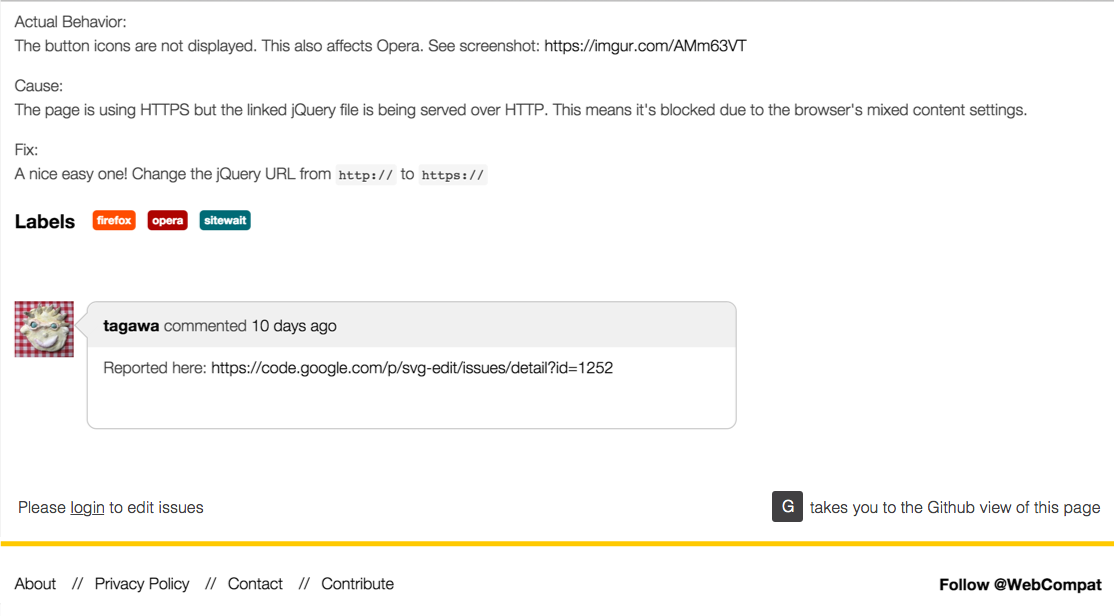 Actual Behavior:
The button icons are not displayed. This also affects Opera. See screenshot: https://imgur.com/AMm63VT
Cause:
The page is using HTTPS but the linked jQuery file is being served over HTTP. This means it's blocked due to the browser's mixed content settings.
Fix:
A nice easy one! Change the jQuery URL from http:// to https://
Labels firefox opera sitewait
tagawa commented 10 days ago
Reported here: https://code.google.com/p/svg-edit/issues/detail?id=1252
Please login to edit issues
G takes you to the Github view of this page
About // Privacy Policy // Contact // Contribute
Follow @WebCompat